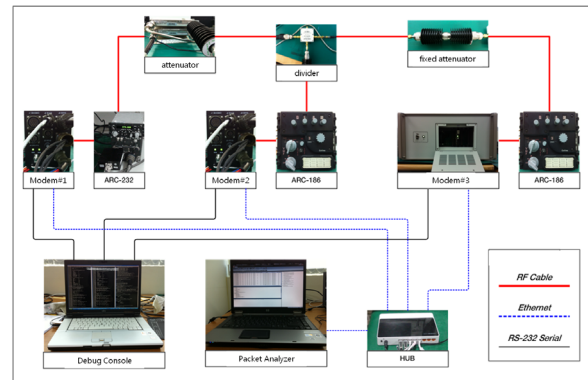 attenuator
divider
fixed attenuator
Modem#1
ARC-232
Modem#2
ARC-186
Modem#3
ARC-186
RF Cable
Ethernet
RS-232 Serial
Debug Console
Packet Analyzer
HUB